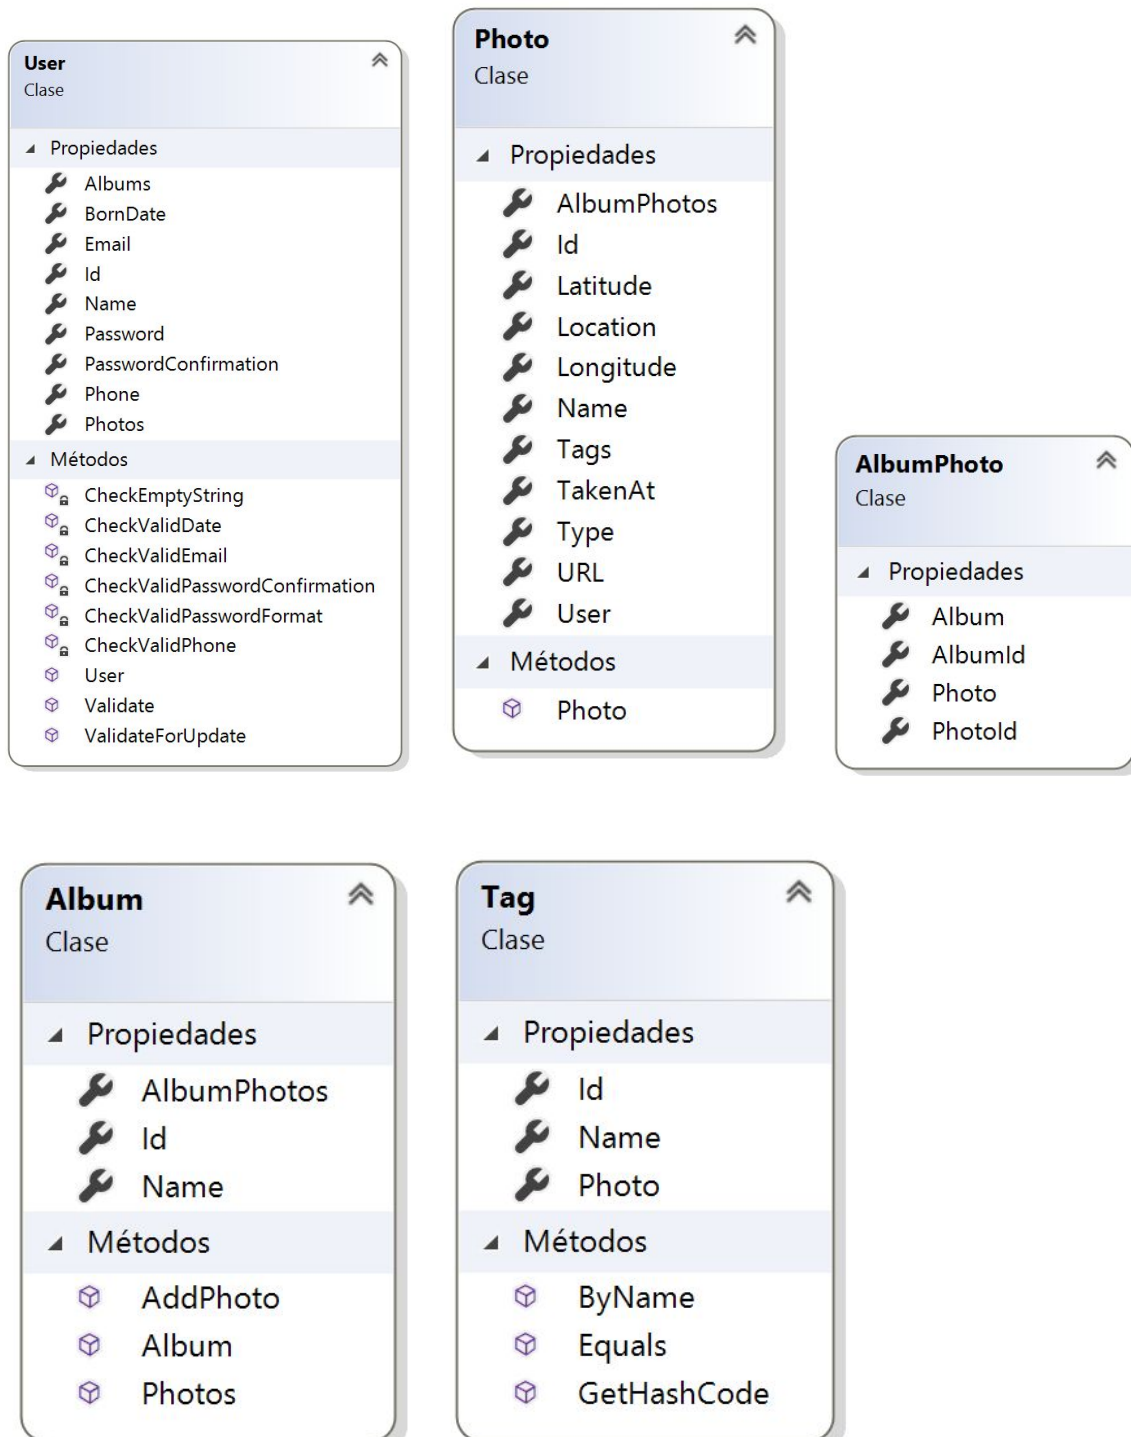 User
Clase
Propiedades
Albums
BornDate
Email
Id
Name
Password
PasswordConfirmation
Phone
Photos
Métodos
CheckEmptyString
CheckValidDate
CheckValidEmail
CheckValidPasswordConfirmation
CheckValidPasswordFormat
CheckValidPhone
User
Validate
ValidateForUpdate
Photo
Clase
Propiedades
AlbumPhotos
Id
Latitude
Location
Longitude
Name
Tags
TakenAt
Type
URL
User
Métodos
Photo
AlbumPhoto
Clase
Propiedades
Album
AlbumId
Photo
PhotoId
Album
Clase
Propiedades
AlbumPhotos
Id
Name
Métodos
AddPhoto
Album
Photos
Tag
Clase
Propiedades
Id
Name
Photo
Métodos
ByName
Equals
GetHashCode